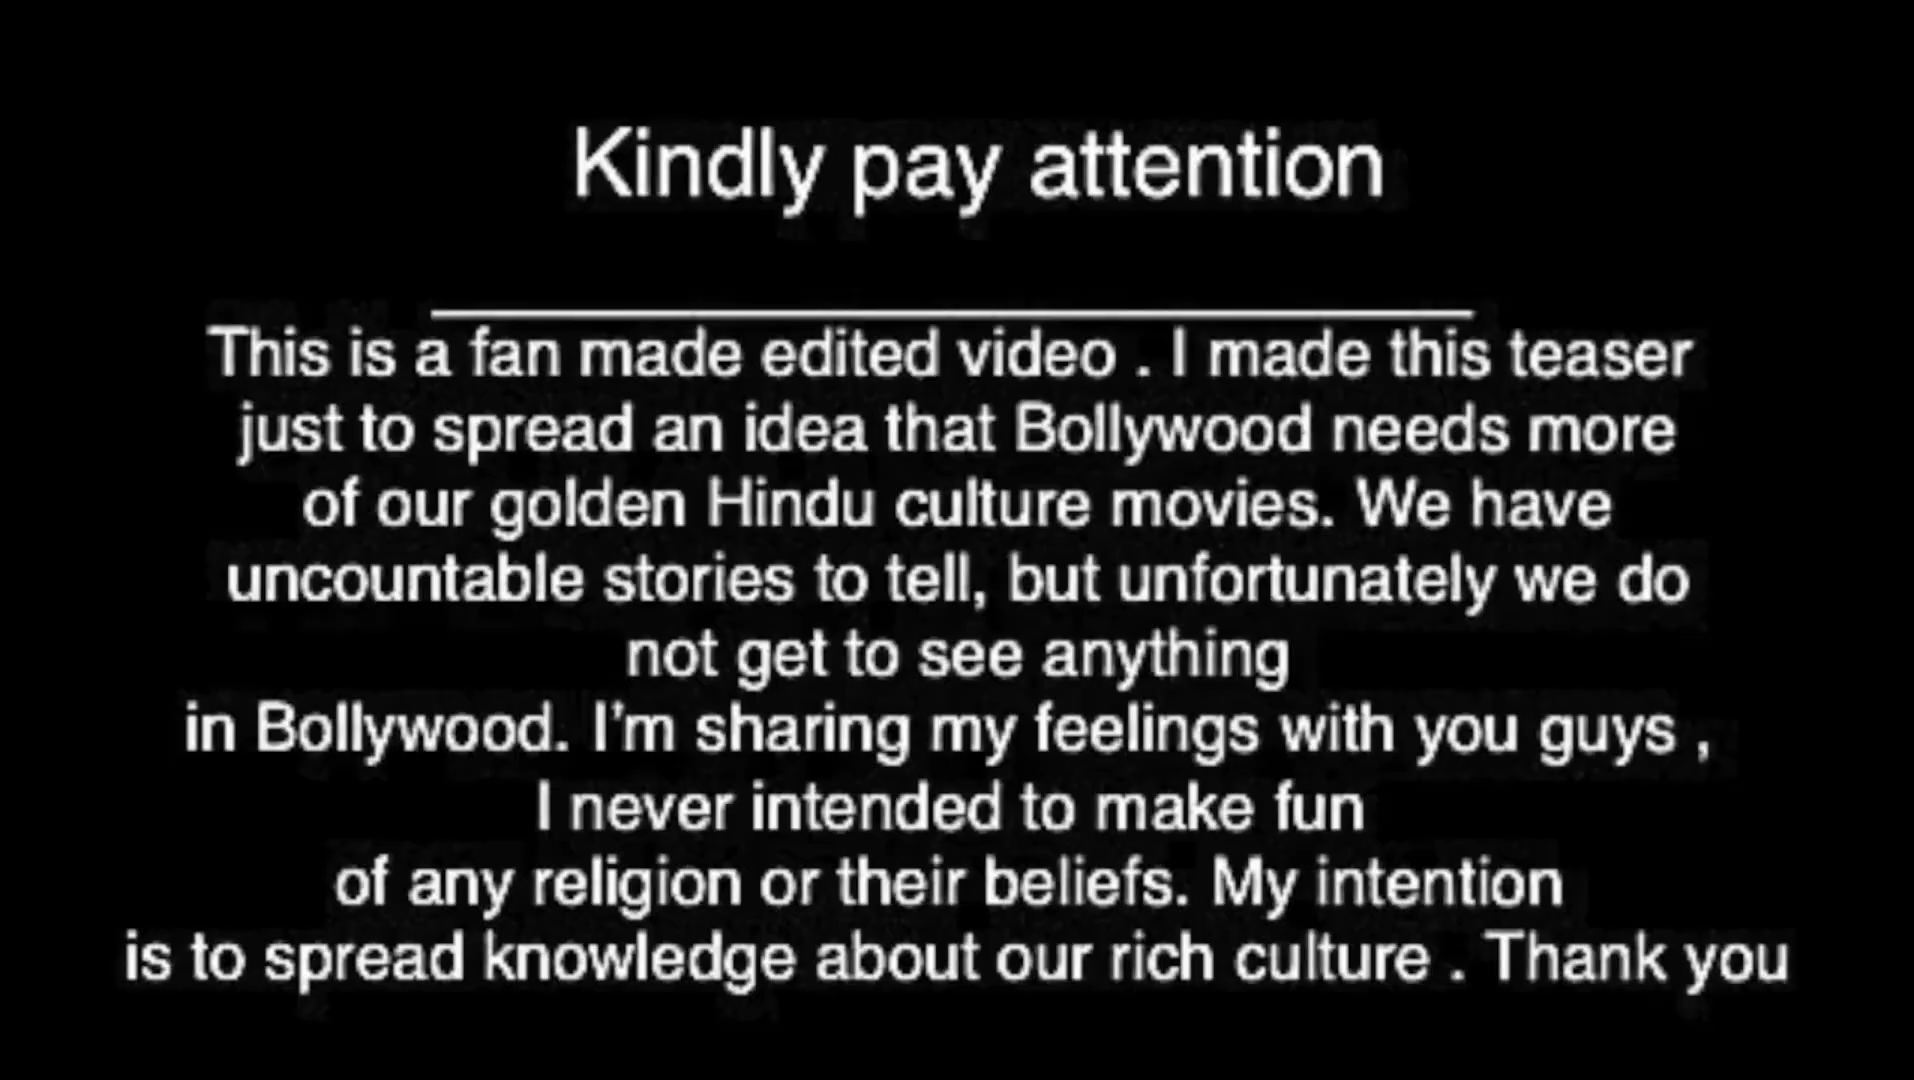 Kindly pay attention
This is a fan made edited video . I made this teaser
just to spread an idea that Bollywood needs more
of our golden Hindu culture movies. We have
uncountable stories to tell, but unfortunately we do
not get to see anything
in Bollywood. I'm sharing my feelings with you guys ,
I never intended to make fun
of any religion or their beliefs. My intention
is to spread knowledge about our rich culture . Thank you